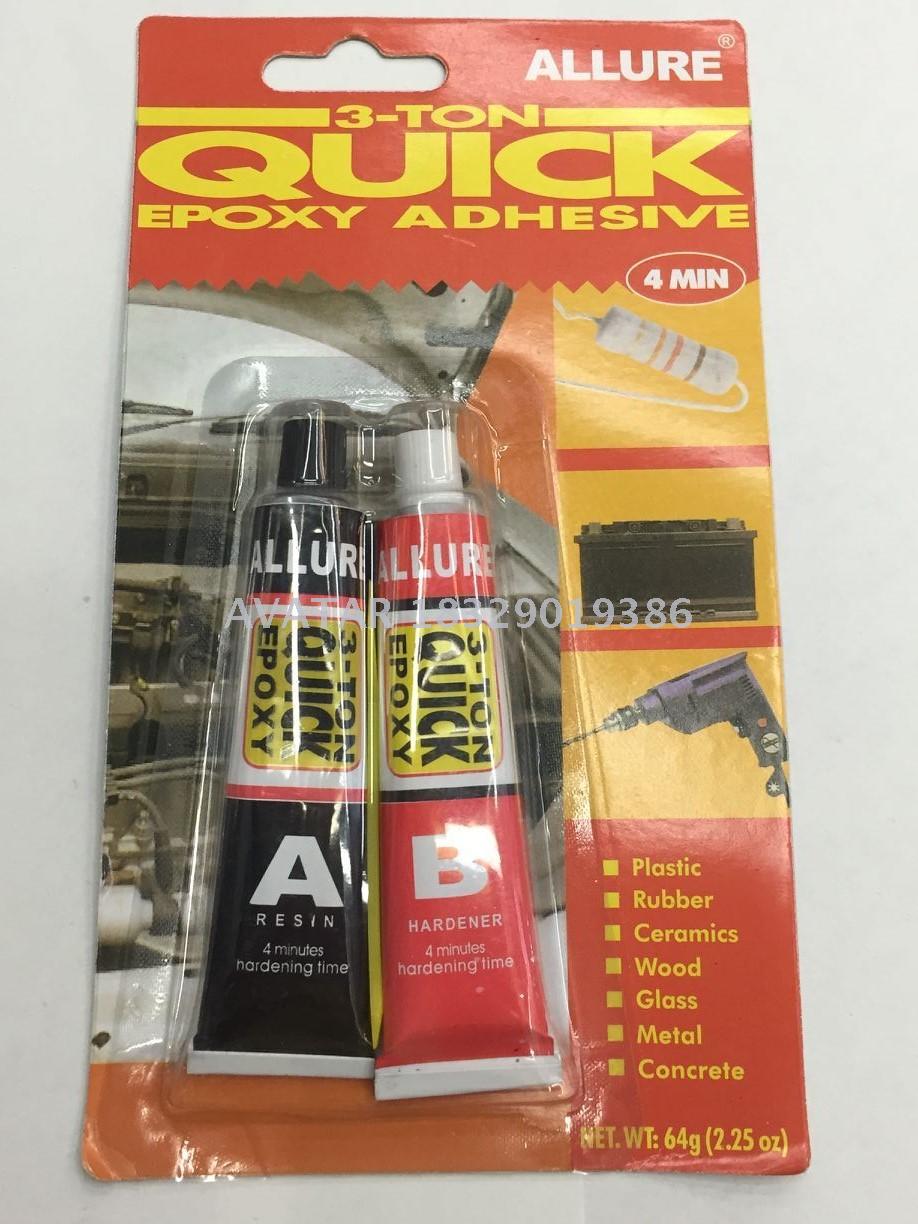 ALLURE®
3-TON
QUICK
EPOXY ADHESIVE
4 MIN
ALLURE
3-TON
QUICK
EPOXY
A
RESIN
4 minutes
hardening time
ALLURE
3-TON
QUICK
EPOXY
B
HARDENER
4 minutes
hardening time
AVATAR 18329019386
Plastic
Rubber
Ceramics
Wood
Glass
Metal
Concrete
NET. WT: 64g (2.25 oz)